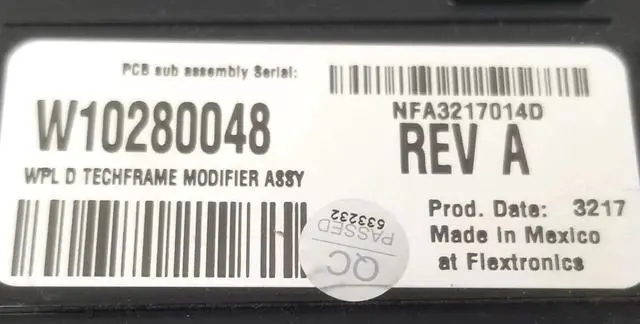 PCB sub assembly Serial:
NFA3217014D
W10280048
REV A
WPL D TECHFRAME MODIFIER ASSY
Prod. Date: 3217
Made in Mexico
at Flextronics
QC
PASSED
533232